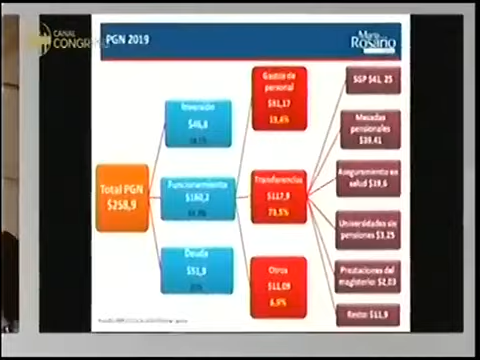 CANAL
CONGRESO
PGN 2019
María
Rosario
Total PGN
$258,9
Inversión
$46,8
Funcionamiento
$160,2
Deuda
$51,9
Gastos de
personal
$31,17
19,4%
Transferencias
$117,9
73,5%
Otros
$11,09
6,9%
SGP $41, 25
Mesadas
pensionales
$39,41
Aseguramiento en
salud $19,6
Universidades sin
pensiones $3,25
Prestaciones del
magisterio: $2,03
Resto: $11,9